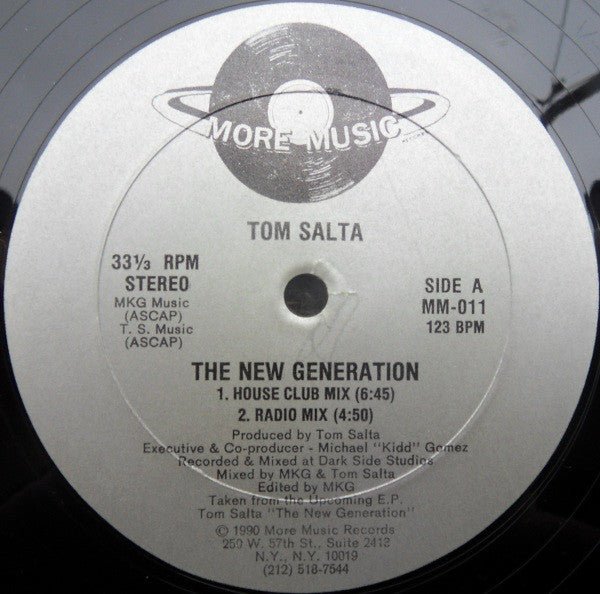 MORE MUSIC
TOM SALTA
33⅓ RPM
STEREO
MKG Music
(ASCAP)
T. S. Music
(ASCAP)
SIDE A
MM-011
123 BPM
THE NEW GENERATION
1. HOUSE CLUB MIX (6:45)
2. RADIO MIX (4:50)
Produced by Tom Salta
Executive & Co-producer - Michael "Kidd" Gomez
Recorded & Mixed at Dark Side Studios
Mixed by MKG & Tom Salta
Edited by MKG
Taken from the Upcoming E.P.
Tom Salta "The New Generation"
© 1990 More Music Records
250 W. 57th St., Suite 2413
N.Y., N.Y. 10019
(212) 518-7544